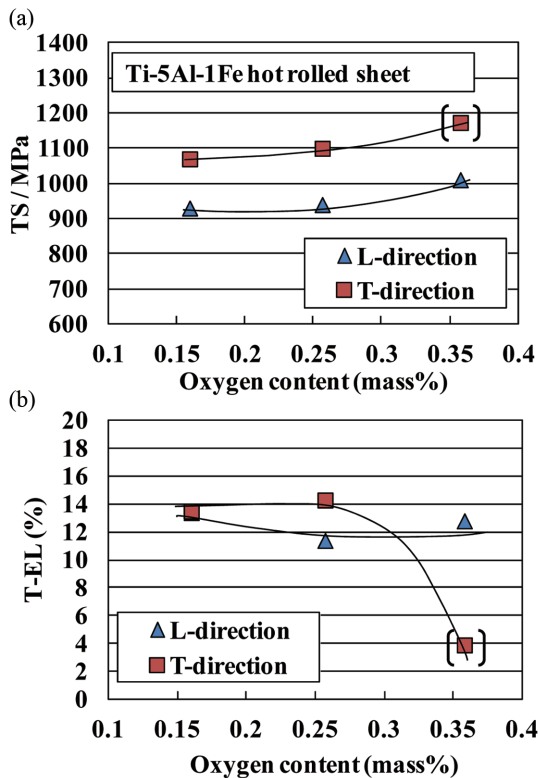 (a)
1400
1300
1200
1100
1000
900
800
700
600
TS / MPa
Ti-5Al-1Fe hot rolled sheet
L-direction
T-direction
0.1 0.15 0.2 0.25 0.3 0.35 0.4
Oxygen content (mass%)
(b)
20
18
16
14
12
10
8
6
4
2
0
T-EL (%)
L-direction
T-direction
0.1 0.15 0.2 0.25 0.3 0.35 0.4
Oxygen content (mass%)